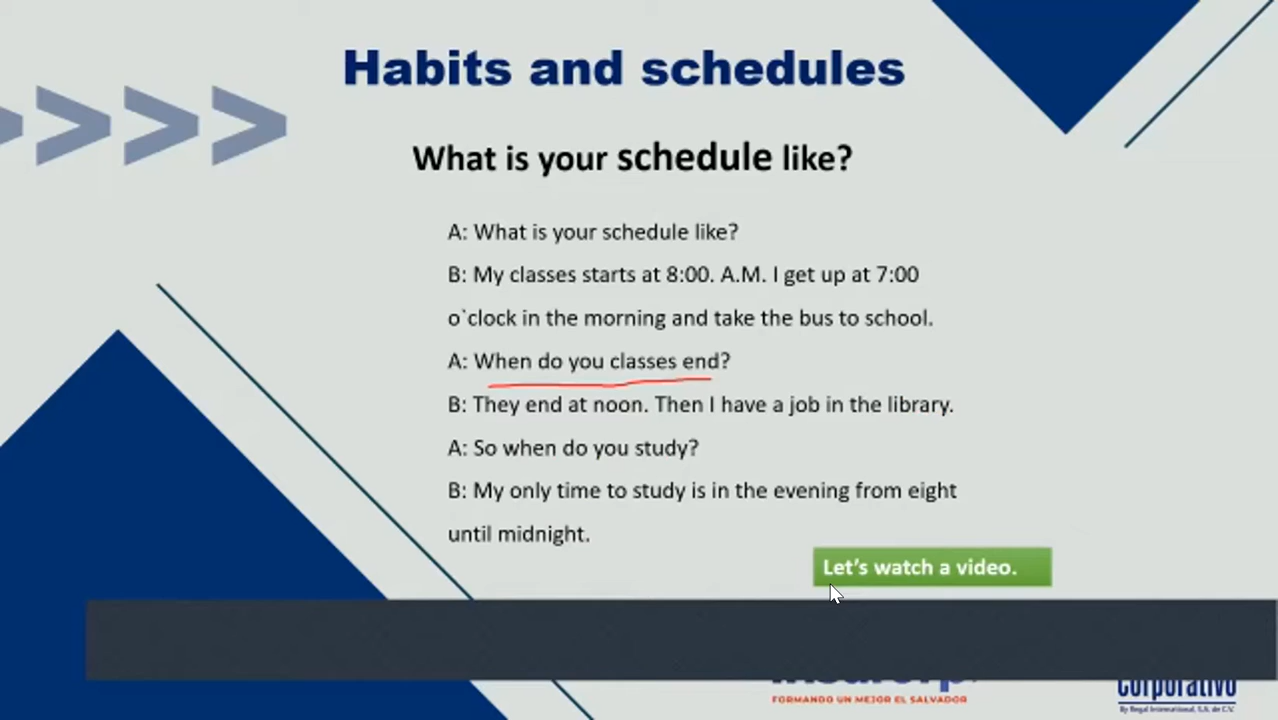 Habits and schedules
What is your schedule like?
A: What is your schedule like?
B: My classes starts at 8:00. A.M. I get up at 7:00
o`clock in the morning and take the bus to school.
A: When do you classes end?
B: They end at noon. Then I have a job in the library.
A: So when do you study?
B: My only time to study is in the evening from eight
until midnight.
Let's watch a video.
FORMANDO UN MEJOR EL SALVADOR
corporativo
By Regal International, S.A. de C.V.